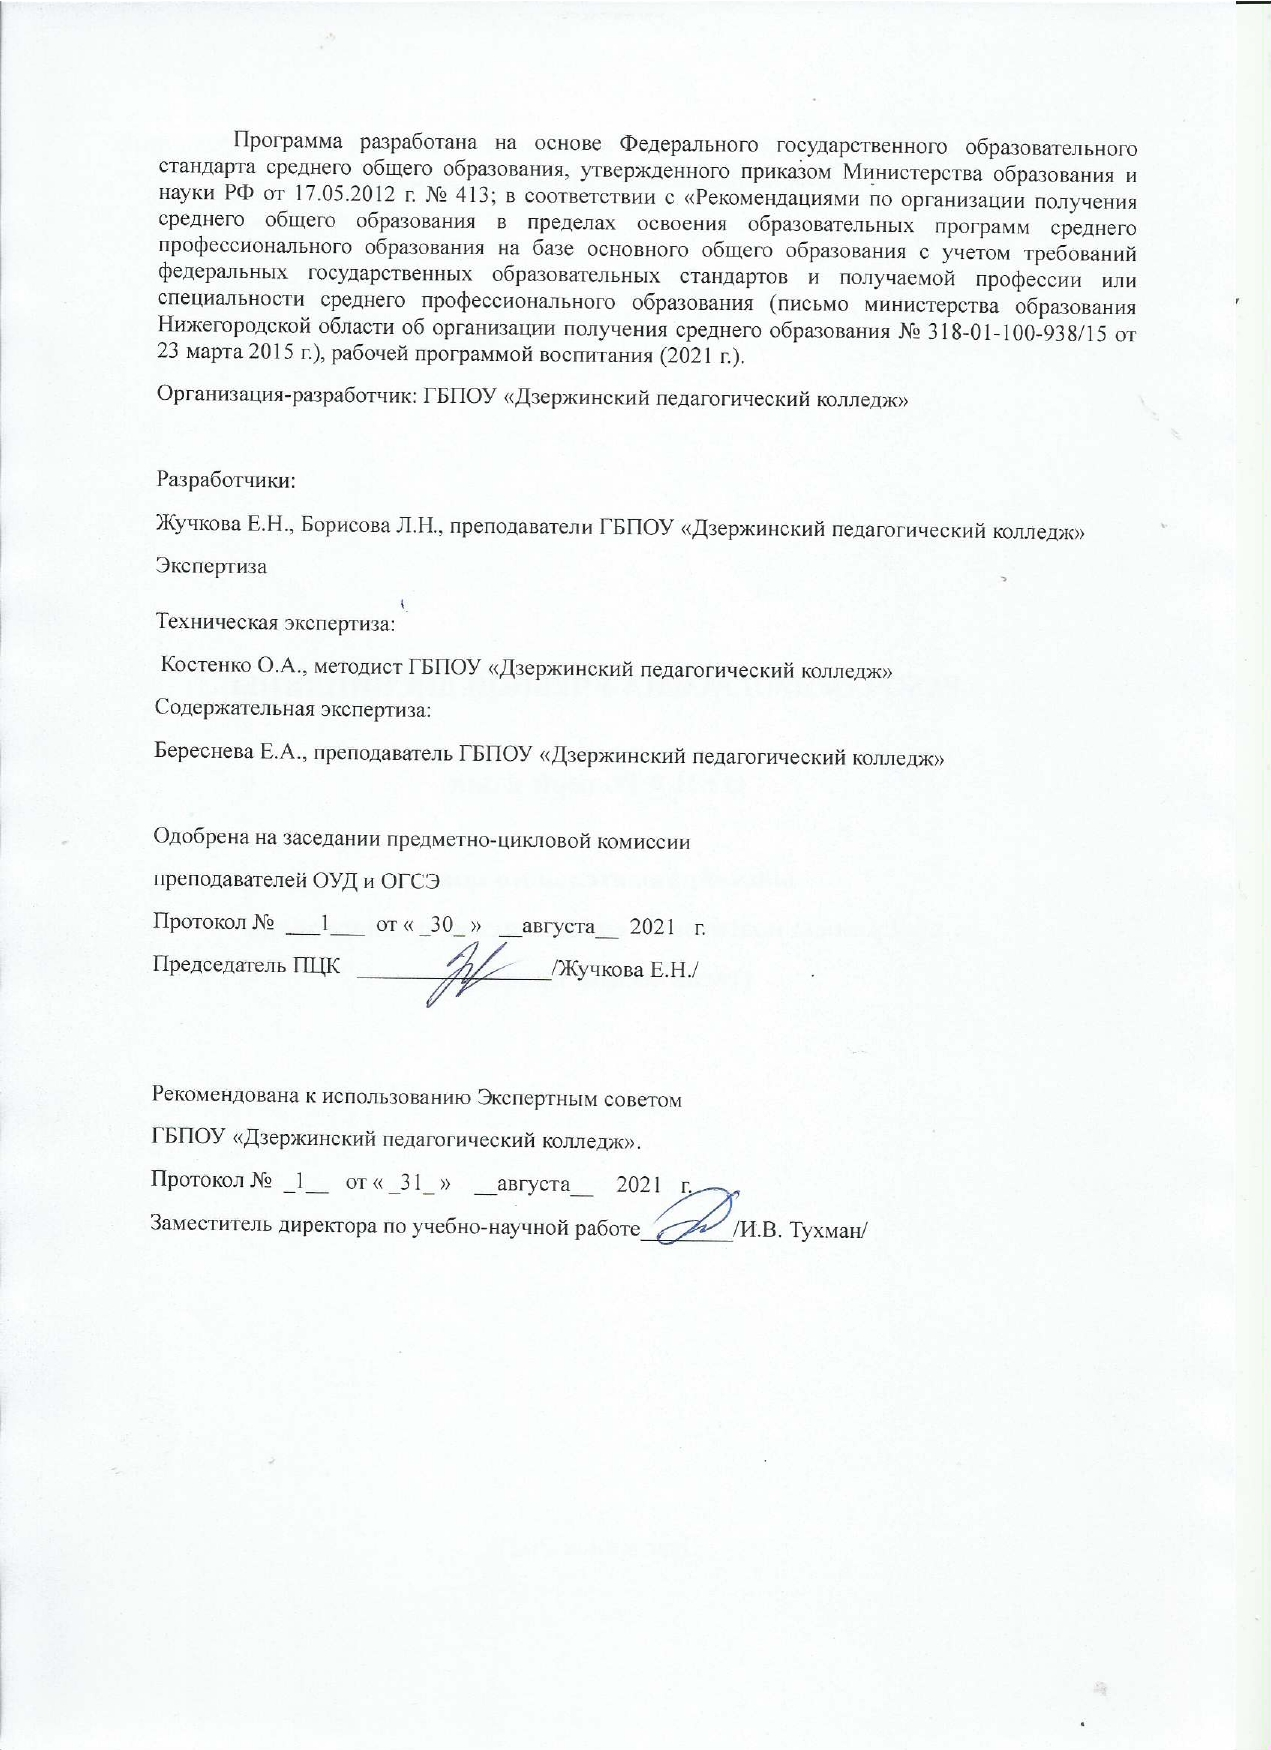 Программа разработана на основе Федерального государственного образовательного
стандарта среднего общего образования, утвержденного приказом Министерства образования и
науки РФ от 17.05.2012 г. № 413; в соответствии с «Рекомендациями по организации получения
среднего общего образования в пределах освоения образовательных программ среднего
профессионального образования на базе основного общего образования с учетом требований
федеральных государственных образовательных стандартов и получаемой профессии или
специальности среднего профессионального образования (письмо министерства образования
Нижегородской области об организации получения среднего образования № 318-01-100-938/15 от
23 марта 2015 г.), рабочей программой воспитания (2021 г.).
Организация-разработчик: ГБПОУ «Дзержинский педагогический колледж»
Разработчики:
Жучкова Е.Н., Борисова Л.Н., преподаватели ГБПОУ «Дзержинский педагогический колледж»
Экспертиза
Техническая экспертиза:
Костенко О.А., методист ГБПОУ «Дзержинский педагогический колледж»
Содержательная экспертиза:
Береснева Е.А., преподаватель ГБПОУ «Дзержинский педагогический колледж»
Одобрена на заседании предметно-цикловой комиссии
преподавателей ОУД и ОГСЭ
Протокол № ___1___ от « _30_ » __августа__ 2021 г.
Председатель ПЦК _________________/Жучкова Е.Н./
Рекомендована к использованию Экспертным советом
ГБПОУ «Дзержинский педагогический колледж».
Протокол № _1__ от « _31_ » __августа__ 2021 г.
Заместитель директора по учебно-научной работе________/И.В. Тухман/